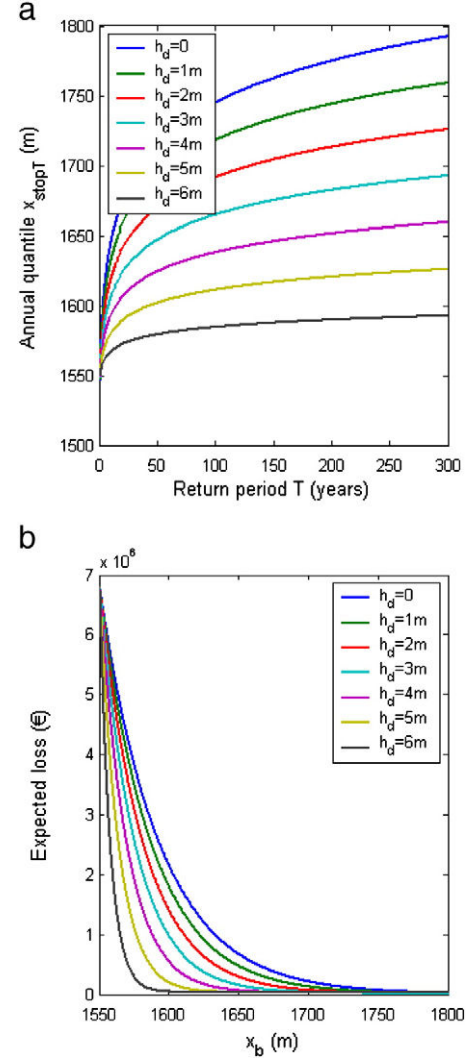 a
1800
1750
1700
1650
1600
1550
1500
Annual quantile x_stopT (m)
h_d=0
h_d=1m
h_d=2m
h_d=3m
h_d=4m
h_d=5m
h_d=6m
0 50 100 150 200 250 300
Return period T (years)
b
x 10^6
7
6
5
4
3
2
1
0
Expected loss (€)
h_d=0
h_d=1m
h_d=2m
h_d=3m
h_d=4m
h_d=5m
h_d=6m
1550 1600 1650 1700 1750 1800
x_b (m)